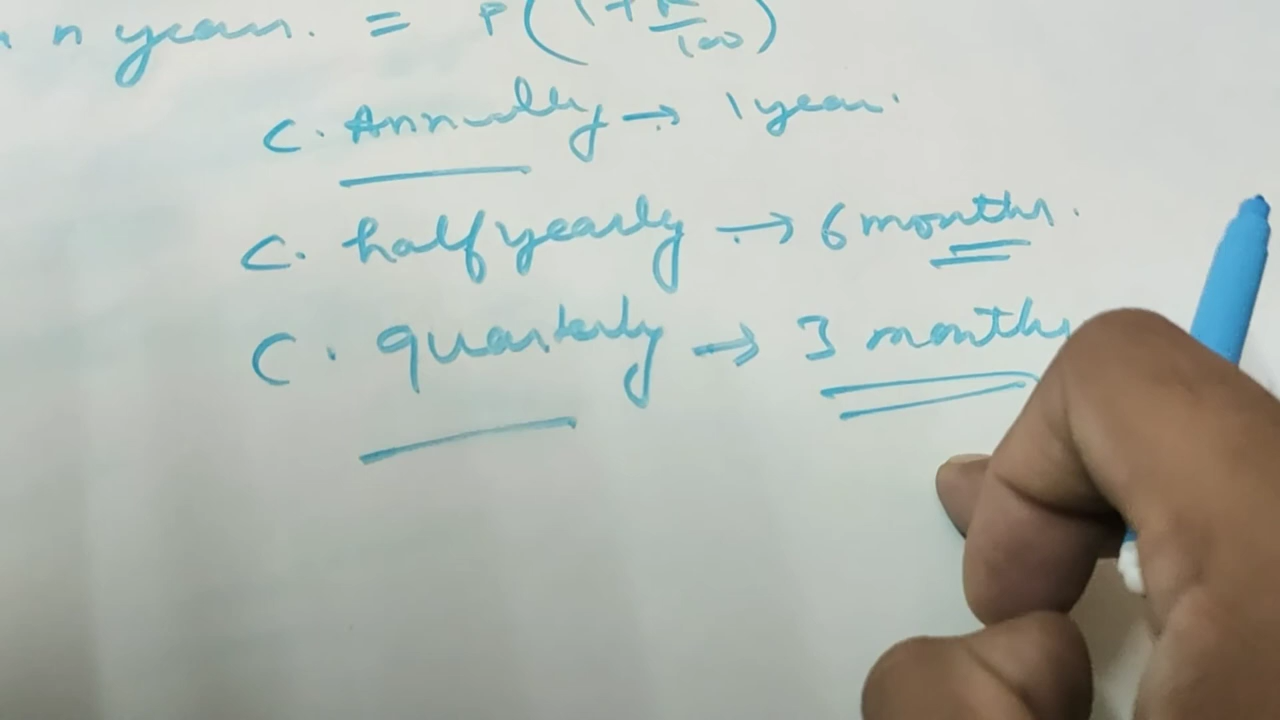 n years. = P(1+R/100)
C. Annually → 1 year.
C. half yearly → 6 months.
C. quarterly → 3 months